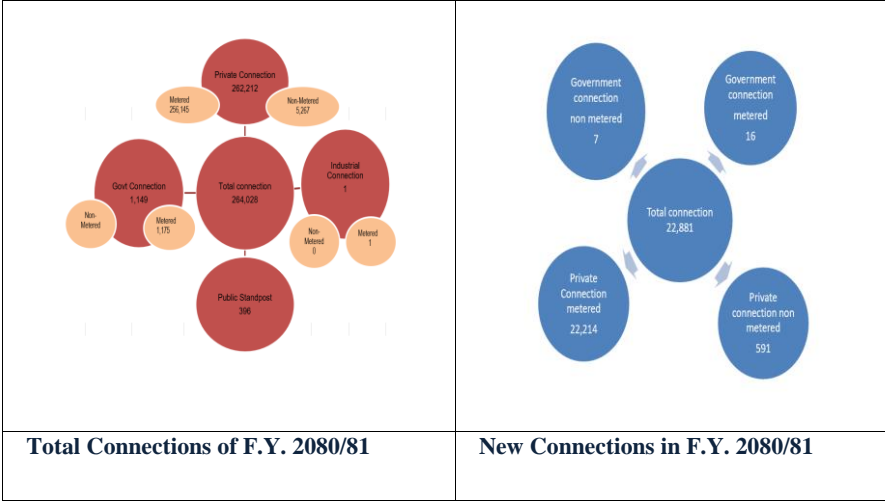 Private Connection
262,212
Metered
256,145
Non-Metered
5,267
Govt Connection
1,149
Non-
Metered
Metered
1,175
Total connection
264,028
Industrial
Connection
1
Non-
Metered
0
Metered
1
Public Standpost
396
Total Connections of F.Y. 2080/81
Government
connection
non metered
7
Government
connection
metered
16
Total connection
22,881
Private
Connection
metered
22,214
Private
connection non
metered
591
New Connections in F.Y. 2080/81